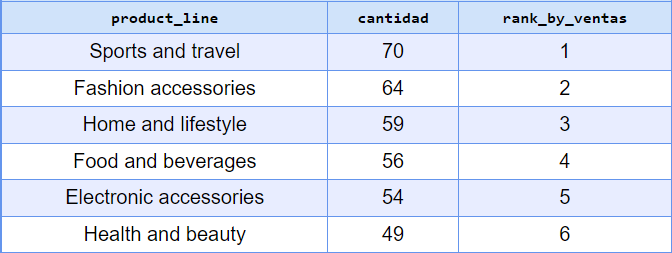 product_line cantidad rank_by_ventas
Sports and travel 70 1
Fashion accessories 64 2
Home and lifestyle 59 3
Food and beverages 56 4
Electronic accessories 54 5
Health and beauty 49 6